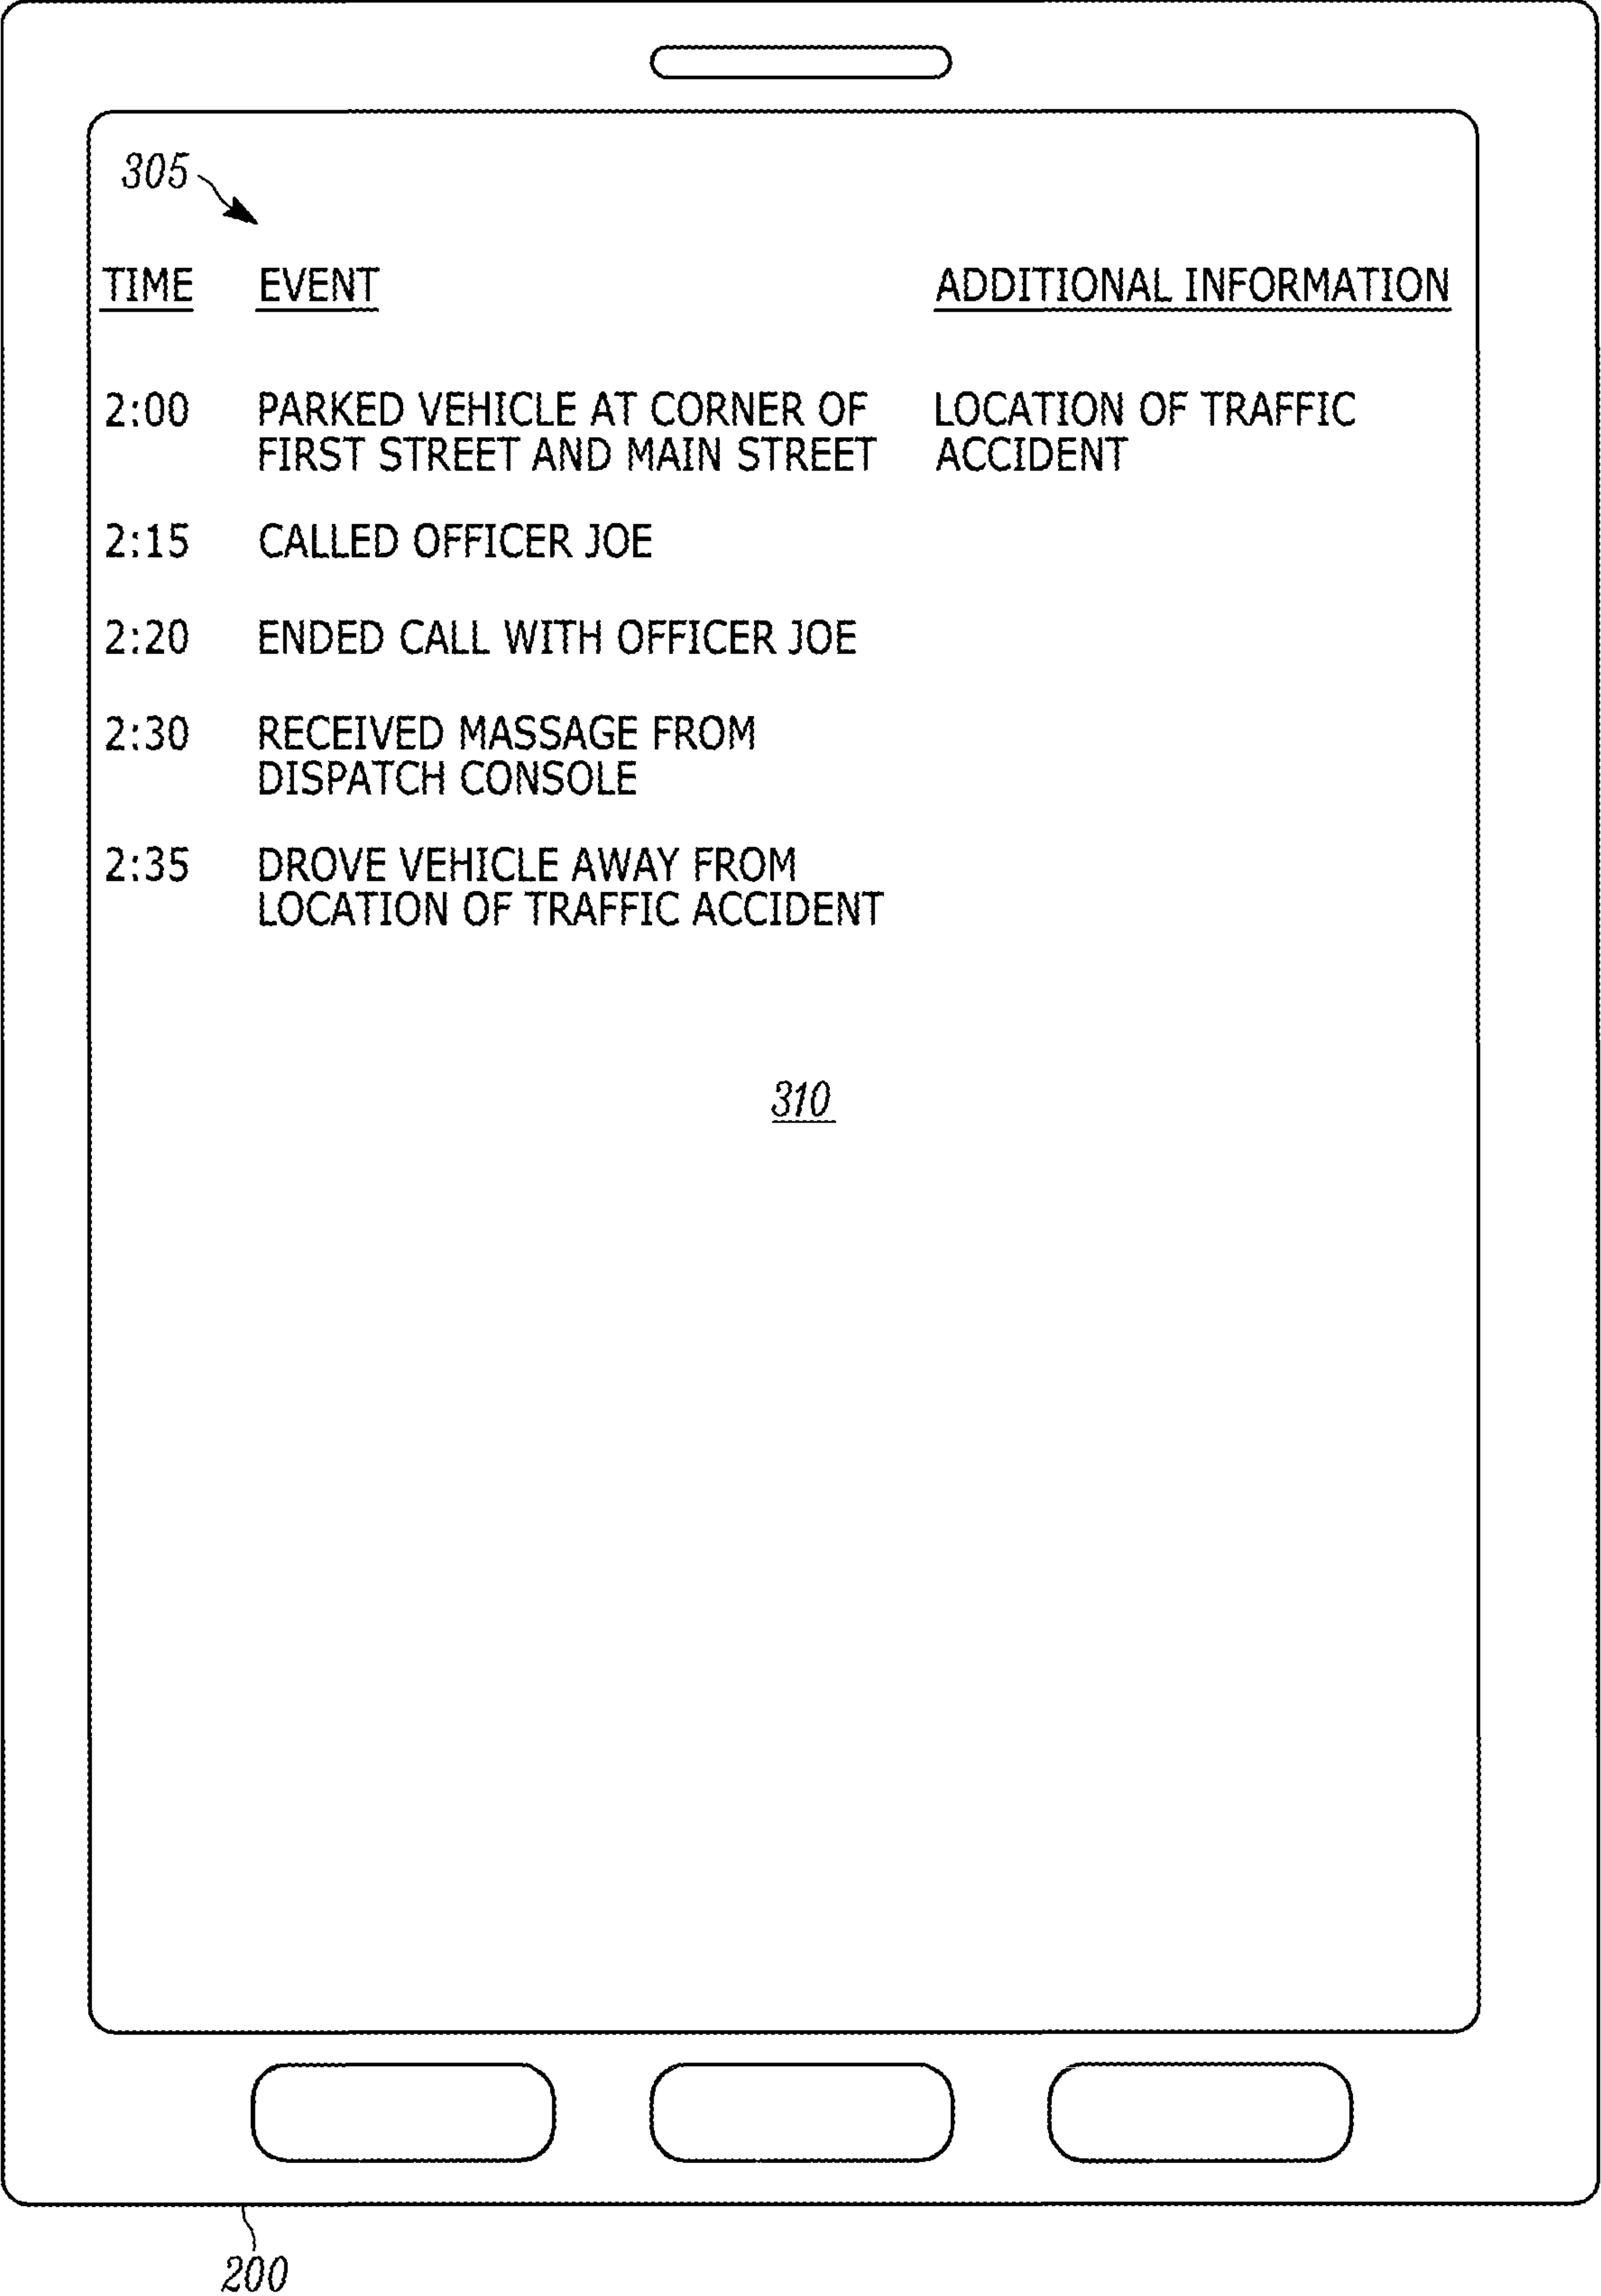 305
TIME EVENT ADDITIONAL INFORMATION
2:00 PARKED VEHICLE AT CORNER OF LOCATION OF TRAFFIC
FIRST STREET AND MAIN STREET ACCIDENT
2:15 CALLED OFFICER JOE
2:20 ENDED CALL WITH OFFICER JOE
2:30 RECEIVED MASSAGE FROM
DISPATCH CONSOLE
2:35 DROVE VEHICLE AWAY FROM
LOCATION OF TRAFFIC ACCIDENT
310
200